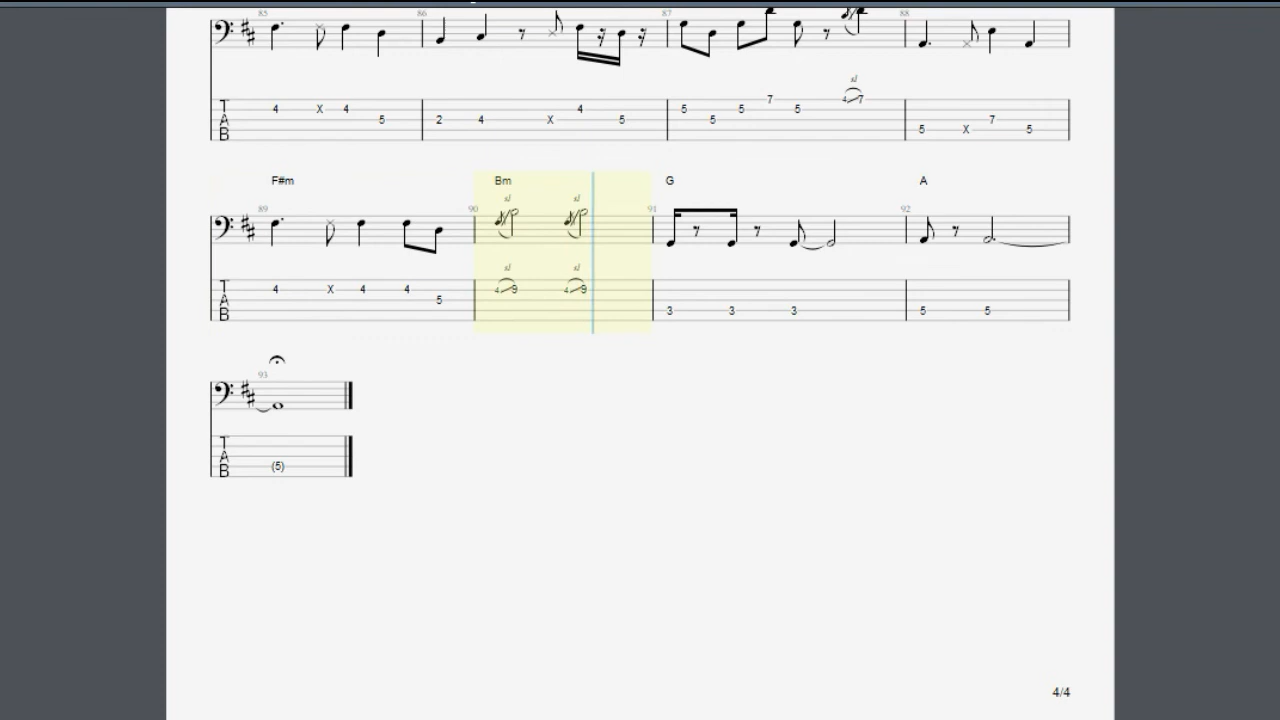 85 86 87 88
sl
T 4 X 4 2 4 X 4 5 5 7 5 4 7
A 5 5 5 7
B 5 X 5
F#m Bm G A
sl sl
89 90 91 92
sl sl
T 4 X 4 4 4 9 4 9
A 5
B 3 3 3 5 5
93
T
A
B (5)
4/4